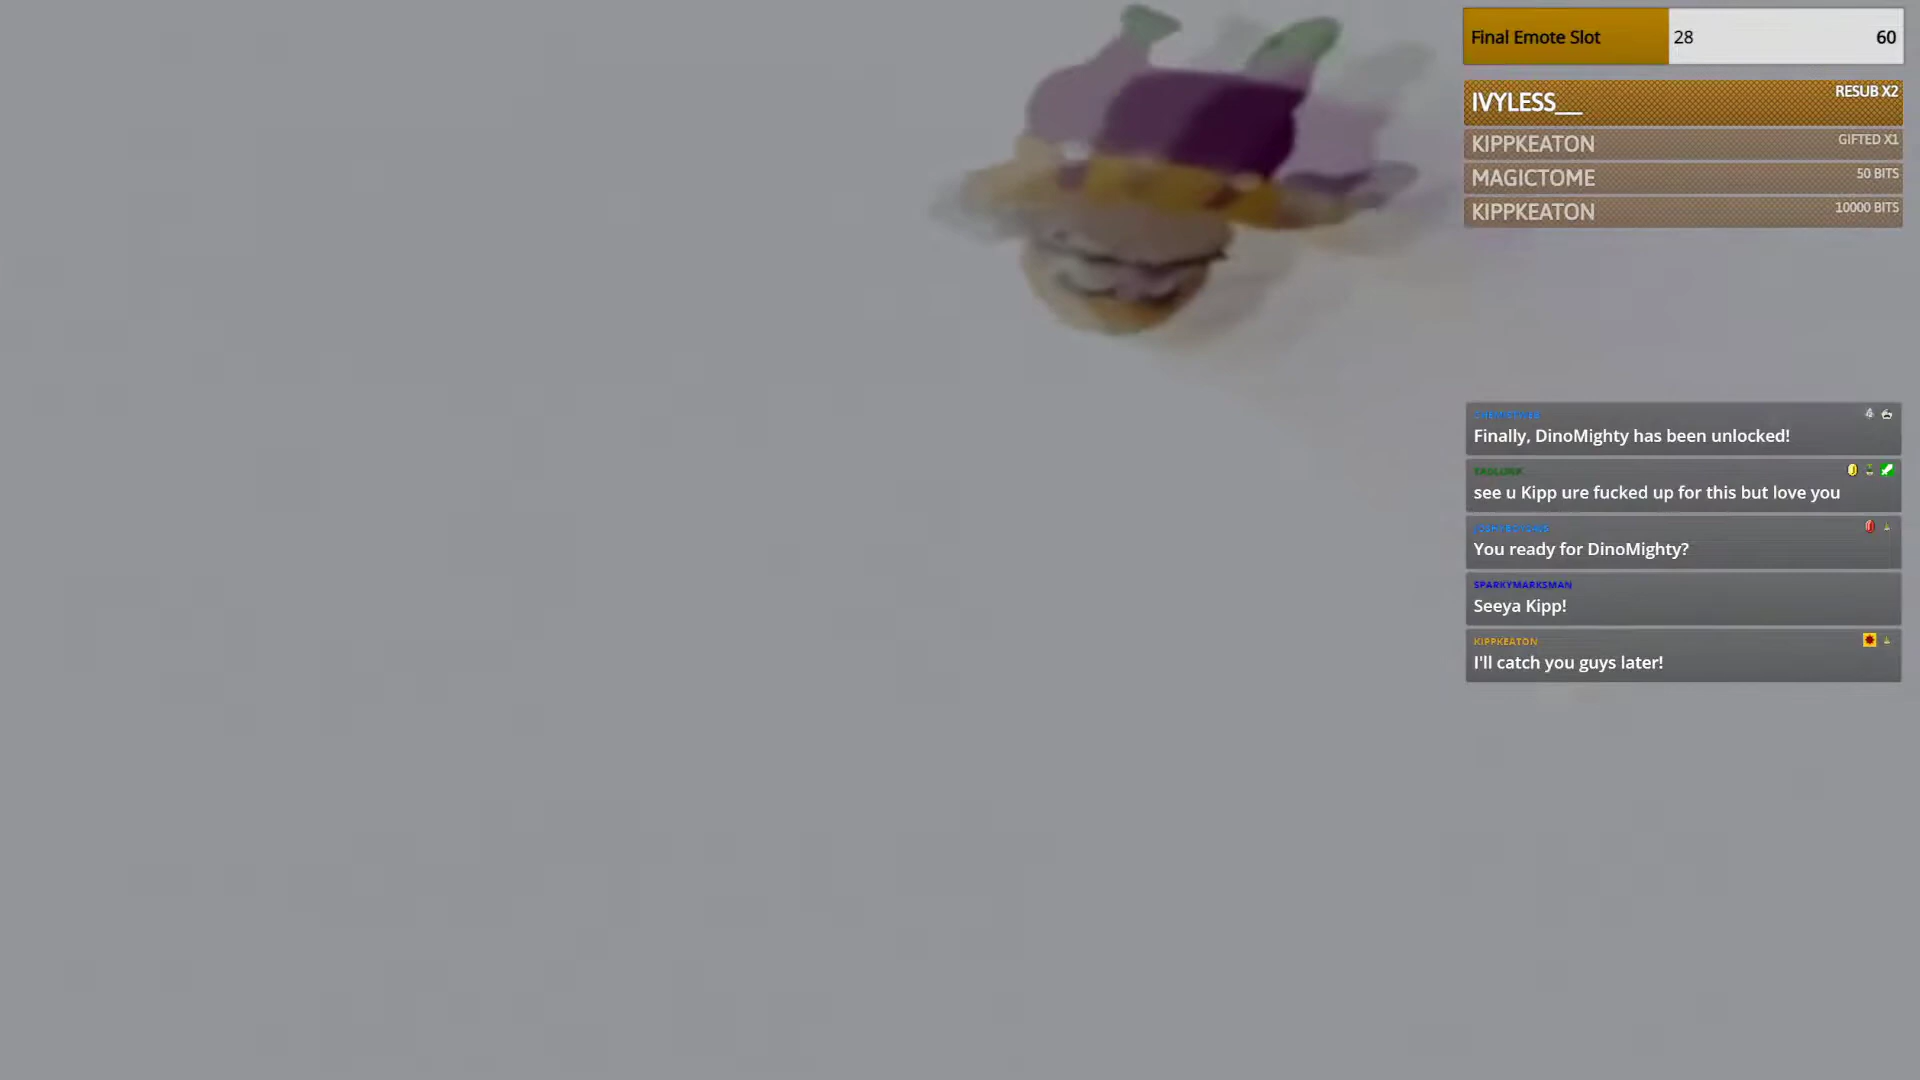 Final Emote Slot 28 60
IVYLESS__ RESUB X2
KIPPKEATON GIFTED X1
MAGICTOME 50 BITS
KIPPKEATON 10000 BITS
Finally, DinoMighty has been unlocked!
see u Kipp ure fucked up for this but love you
You ready for DinoMighty?
SPARKYMARKSMAN
Seeya Kipp!
KIPPKEATON
I'll catch you guys later!